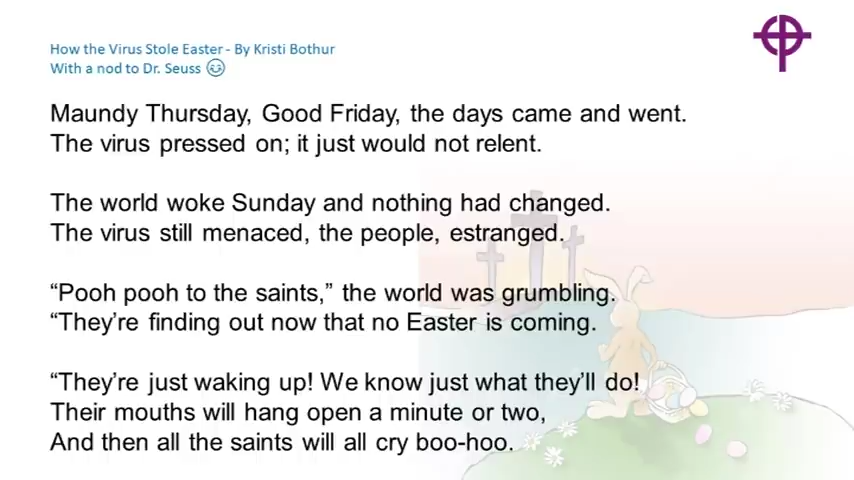 How the Virus Stole Easter - By Kristi Bothur
With a nod to Dr. Seuss 😊
Maundy Thursday, Good Friday, the days came and went.
The virus pressed on; it just would not relent.
The world woke Sunday and nothing had changed.
The virus still menaced, the people, estranged.
“Pooh pooh to the saints,” the world was grumbling.
“They’re finding out now that no Easter is coming.
“They’re just waking up! We know just what they’ll do!
Their mouths will hang open a minute or two,
And then all the saints will all cry boo-hoo.